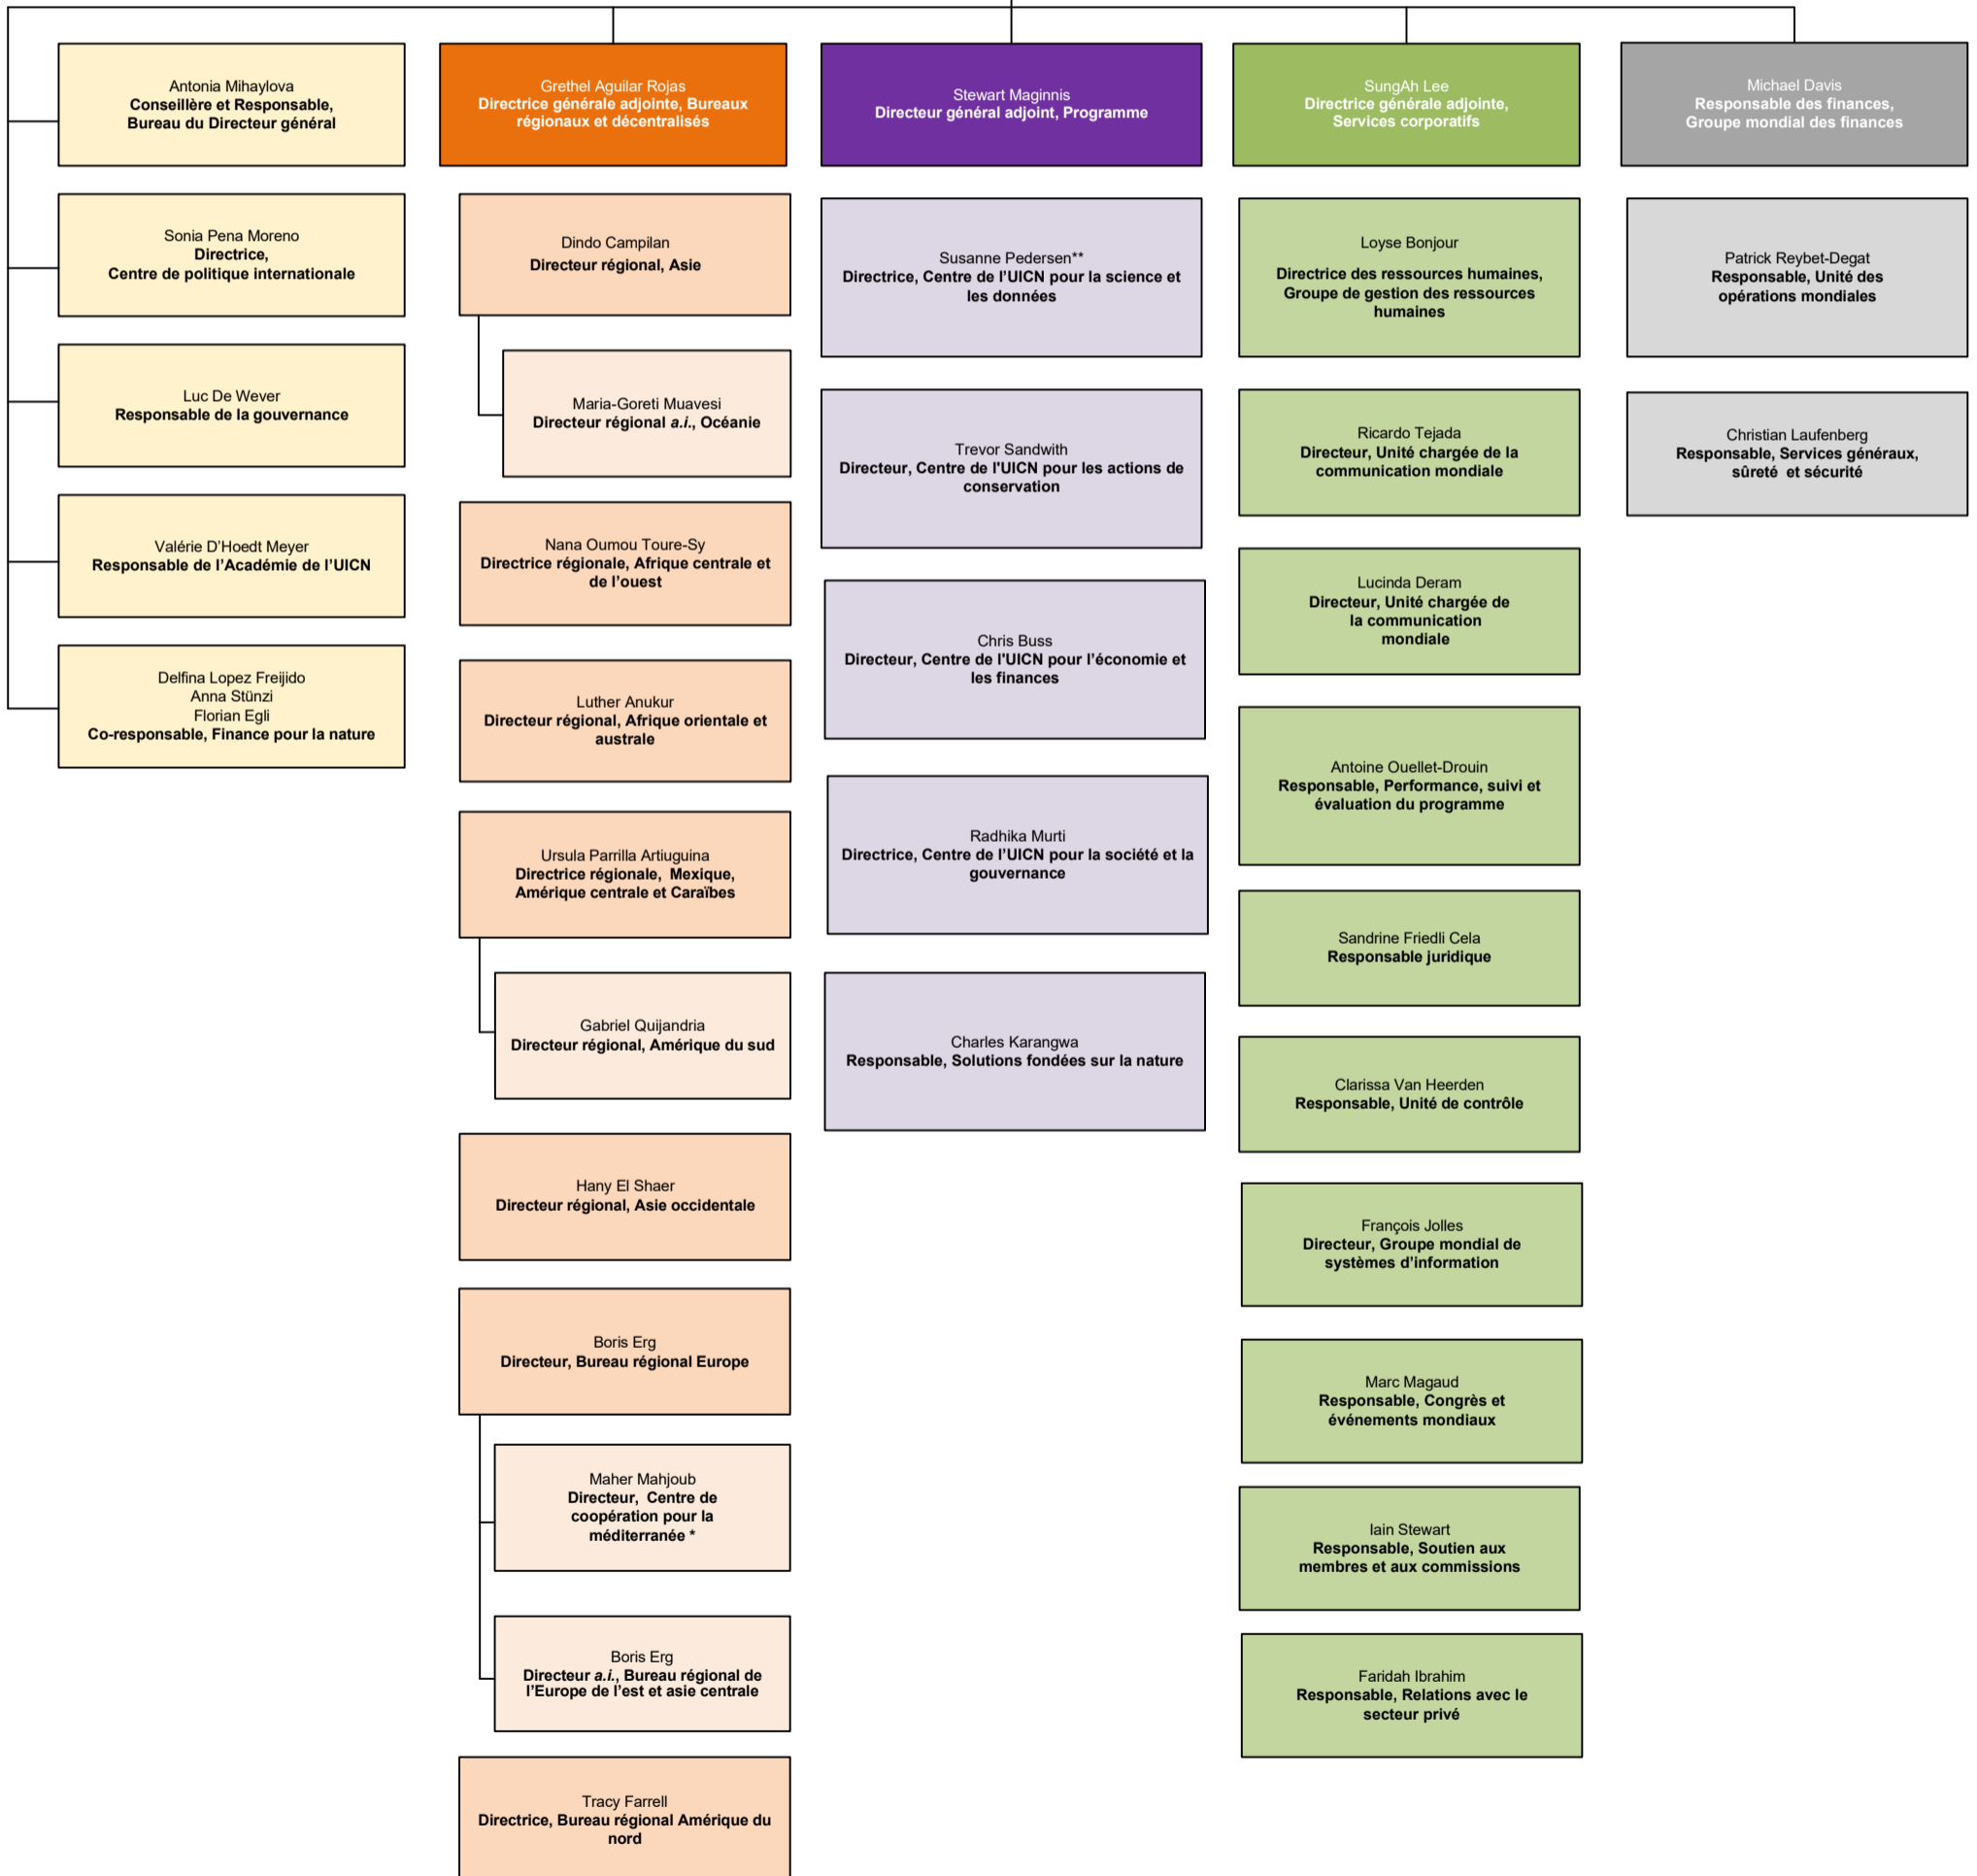 Antonia Mihaylova
Conseillère et Responsable,
Bureau du Directeur général
Sonia Pena Moreno
Directrice,
Centre de politique internationale
Luc De Wever
Responsable de la gouvernance
Valérie D’Hoedt Meyer
Responsable de l’Académie de l’UICN
Delfina Lopez Freijido
Anna Stünzi
Florian Egli
Co-responsable, Finance pour la nature
Grethel Aguilar Rojas
Directrice générale adjointe, Bureaux
régionaux et décentralisés
Dindo Campilan
Directeur régional, Asie
Maria-Goreti Muavesi
Directeur régional a.i., Océanie
Nana Oumou Toure-Sy
Directrice régionale, Afrique centrale et
de l’ouest
Luther Anukur
Directeur régional, Afrique orientale et
australe
Ursula Parrilla Artiuguina
Directrice régionale, Mexique,
Amérique centrale et Caraïbes
Gabriel Quijandria
Directeur régional, Amérique du sud
Hany El Shaer
Directeur régional, Asie occidentale
Boris Erg
Directeur, Bureau régional Europe
Maher Mahjoub
Directeur, Centre de
coopération pour la
méditerranée *
Boris Erg
Directeur a.i., Bureau régional de
l’Europe de l’est et asie centrale
Tracy Farrell
Directrice, Bureau régional Amérique du
nord
Stewart Maginnis
Directeur général adjoint, Programme
Susanne Pedersen**
Directrice, Centre de l’UICN pour la science et
les données
Trevor Sandwith
Directeur, Centre de l'UICN pour les actions de
conservation
Chris Buss
Directeur, Centre de l'UICN pour l’économie et
les finances
Radhika Murti
Directrice, Centre de l’UICN pour la société et la
gouvernance
Charles Karangwa
Responsable, Solutions fondées sur la nature
SungAh Lee
Directrice générale adjointe,
Services corporatifs
Loyse Bonjour
Directrice des ressources humaines,
Groupe de gestion des ressources
humaines
Ricardo Tejada
Directeur, Unité chargée de la
communication mondiale
Lucinda Deram
Directeur, Unité chargée de
la communication
mondiale
Antoine Ouellet-Drouin
Responsable, Performance, suivi et
évaluation du programme
Sandrine Friedli Cela
Responsable juridique
Clarissa Van Heerden
Responsable, Unité de contrôle
François Jolles
Directeur, Groupe mondial de
systèmes d’information
Marc Magaud
Responsable, Congrès et
événements mondiaux
Iain Stewart
Responsable, Soutien aux
membres et aux commissions
Faridah Ibrahim
Responsable, Relations avec le
secteur privé
Michael Davis
Responsable des finances,
Groupe mondial des finances
Patrick Reybet-Degat
Responsable, Unité des
opérations mondiales
Christian Laufenberg
Responsable, Services généraux,
sûreté et sécurité